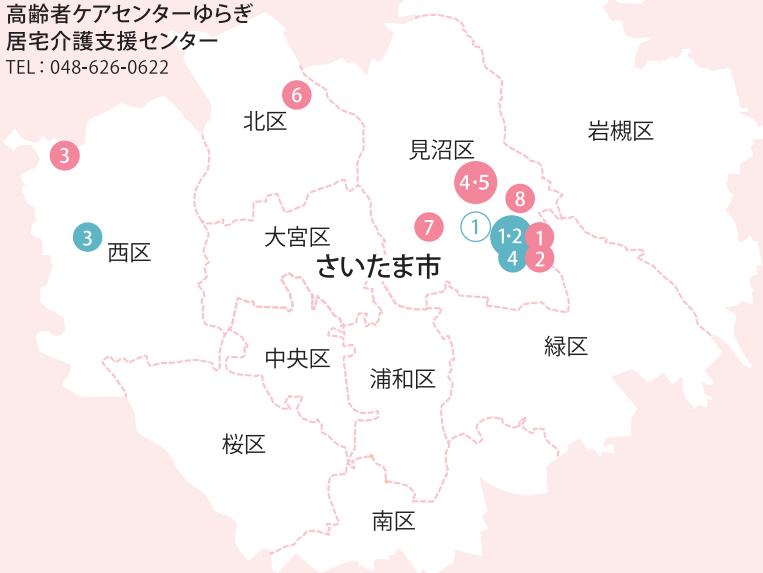 高齢者ケアセンターゆらぎ
居宅介護支援センター
TEL : 048-626-0622
6
北区
岩槻区
見沼区
3
4・5
8
7
1
3
西区
大宮区
1・2
1
さいたま市
4
2
緑区
中央区
浦和区
桜区
南区